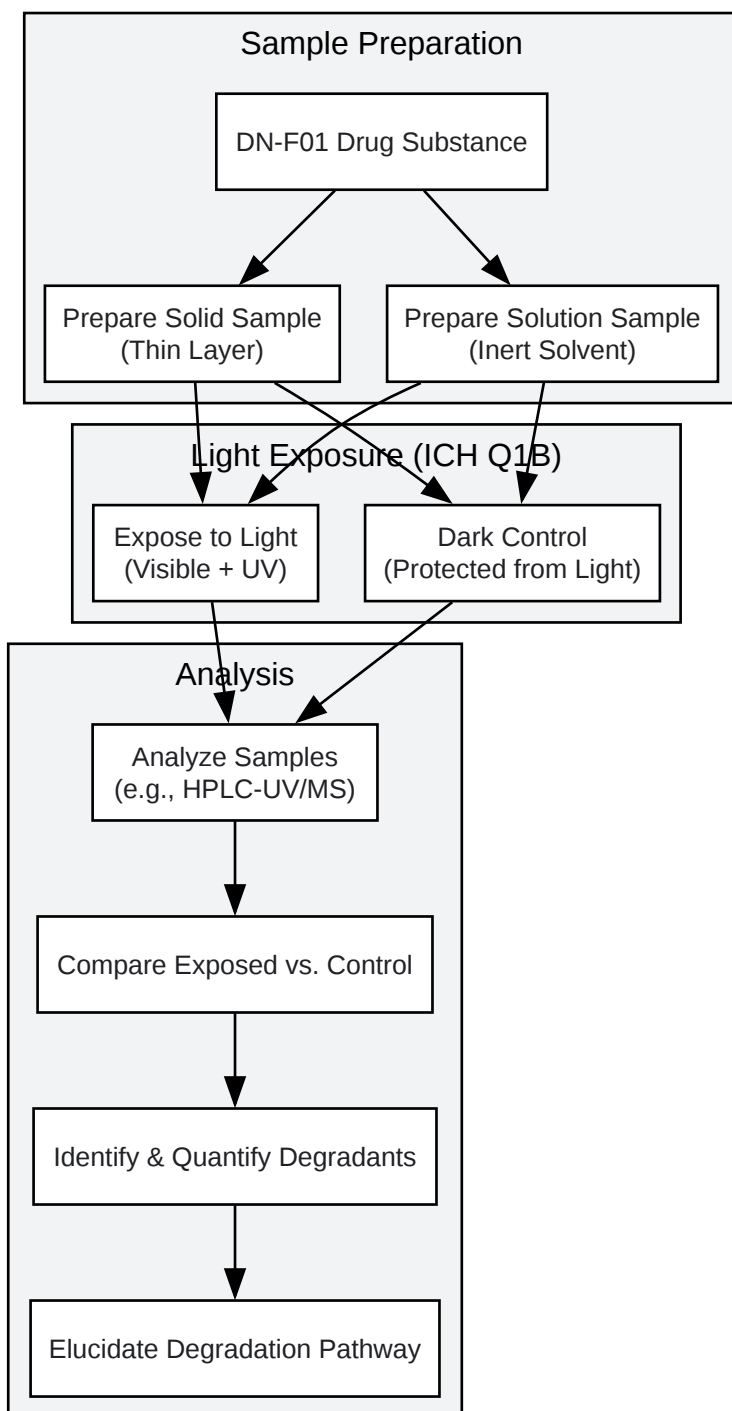 Sample Preparation
DN-F01 Drug Substance
Prepare Solid Sample
(Thin Layer)
Prepare Solution Sample
(Inert Solvent)
Light Exposure (ICH Q1B)
Expose to Light
(Visible + UV)
Dark Control
(Protected from Light)
Analysis
Analyze Samples
(e.g., HPLC-UV/MS)
Compare Exposed vs. Control
Identify & Quantify Degradants
Elucidate Degradation Pathway